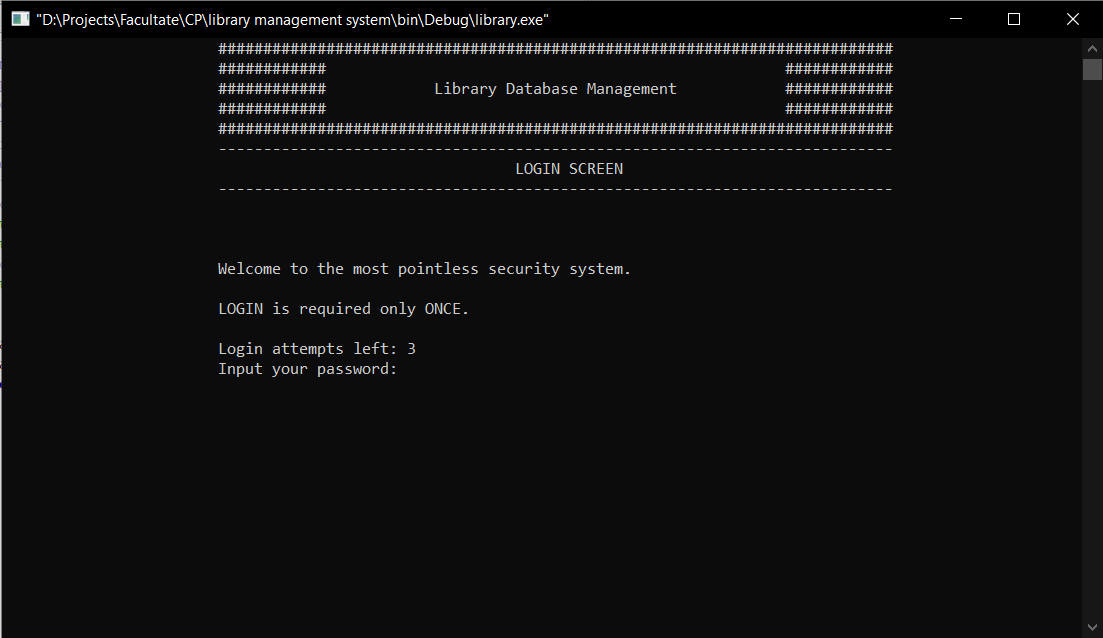 "D:\Projects\Facultate\CP\library management system\bin\Debug\library.exe"
###########################################################################
############ ############
############ Library Database Management ############
############ ############
###########################################################################
---------------------------------------------------------------------------
LOGIN SCREEN
---------------------------------------------------------------------------
Welcome to the most pointless security system.
LOGIN is required only ONCE.
Login attempts left: 3
Input your password: